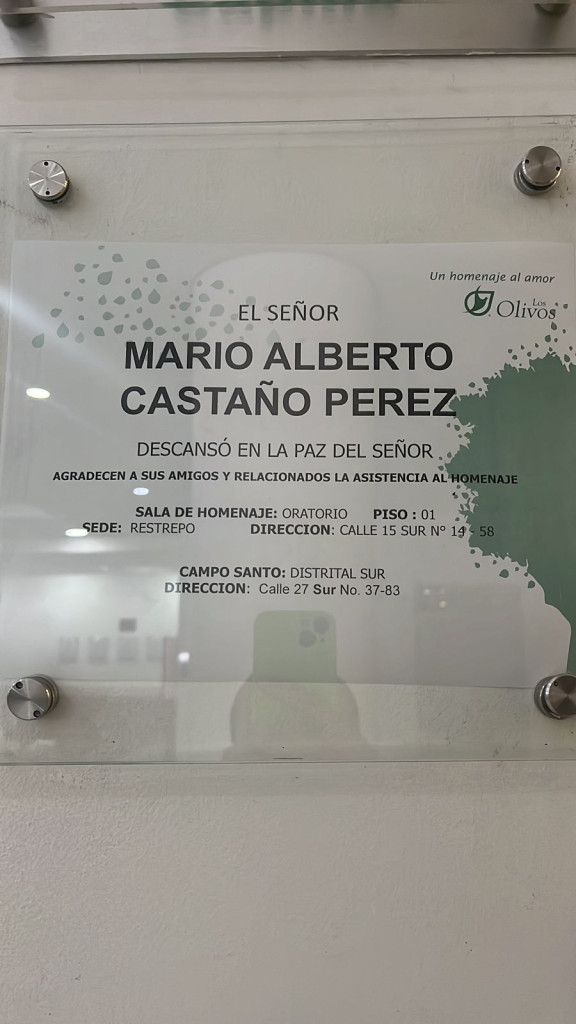 Un homenaje al amor
Los
Olivos
EL SEÑOR
MARIO ALBERTO
CASTAÑO PEREZ
DESCANSÓ EN LA PAZ DEL SEÑOR
AGRADECEN A SUS AMIGOS Y RELACIONADOS LA ASISTENCIA AL HOMENAJE
SALA DE HOMENAJE: ORATORIO PISO : 01
SEDE: RESTREPO DIRECCION: CALLE 15 SUR N° 14 - 58
CAMPO SANTO: DISTRITAL SUR
DIRECCION: Calle 27 Sur No. 37-83